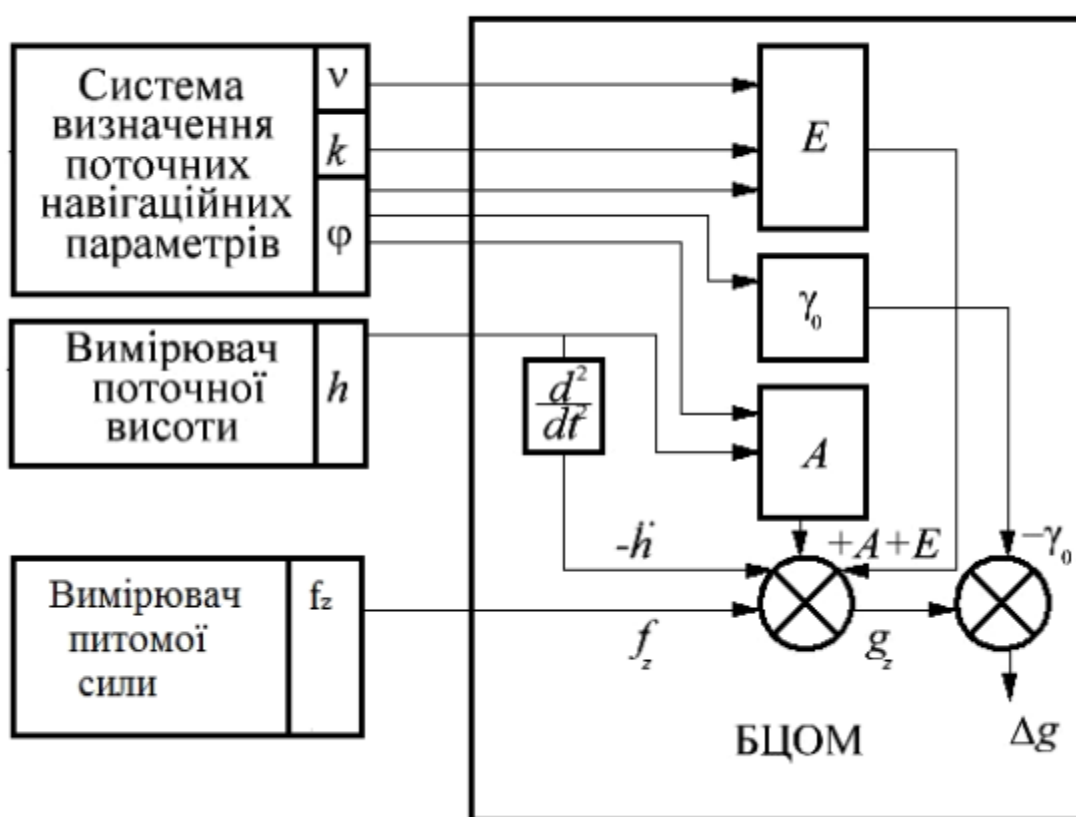 Система
визначення
поточних
навігаційних
параметрів
ν
k
φ
Вимірювач
поточної
висоти
h
Вимірювач
питомої
сили
fz
d²
dt²
E
γ₀
A
-ḧ
+A+E
−γ₀
f_z
g_z
БЦОМ
Δg